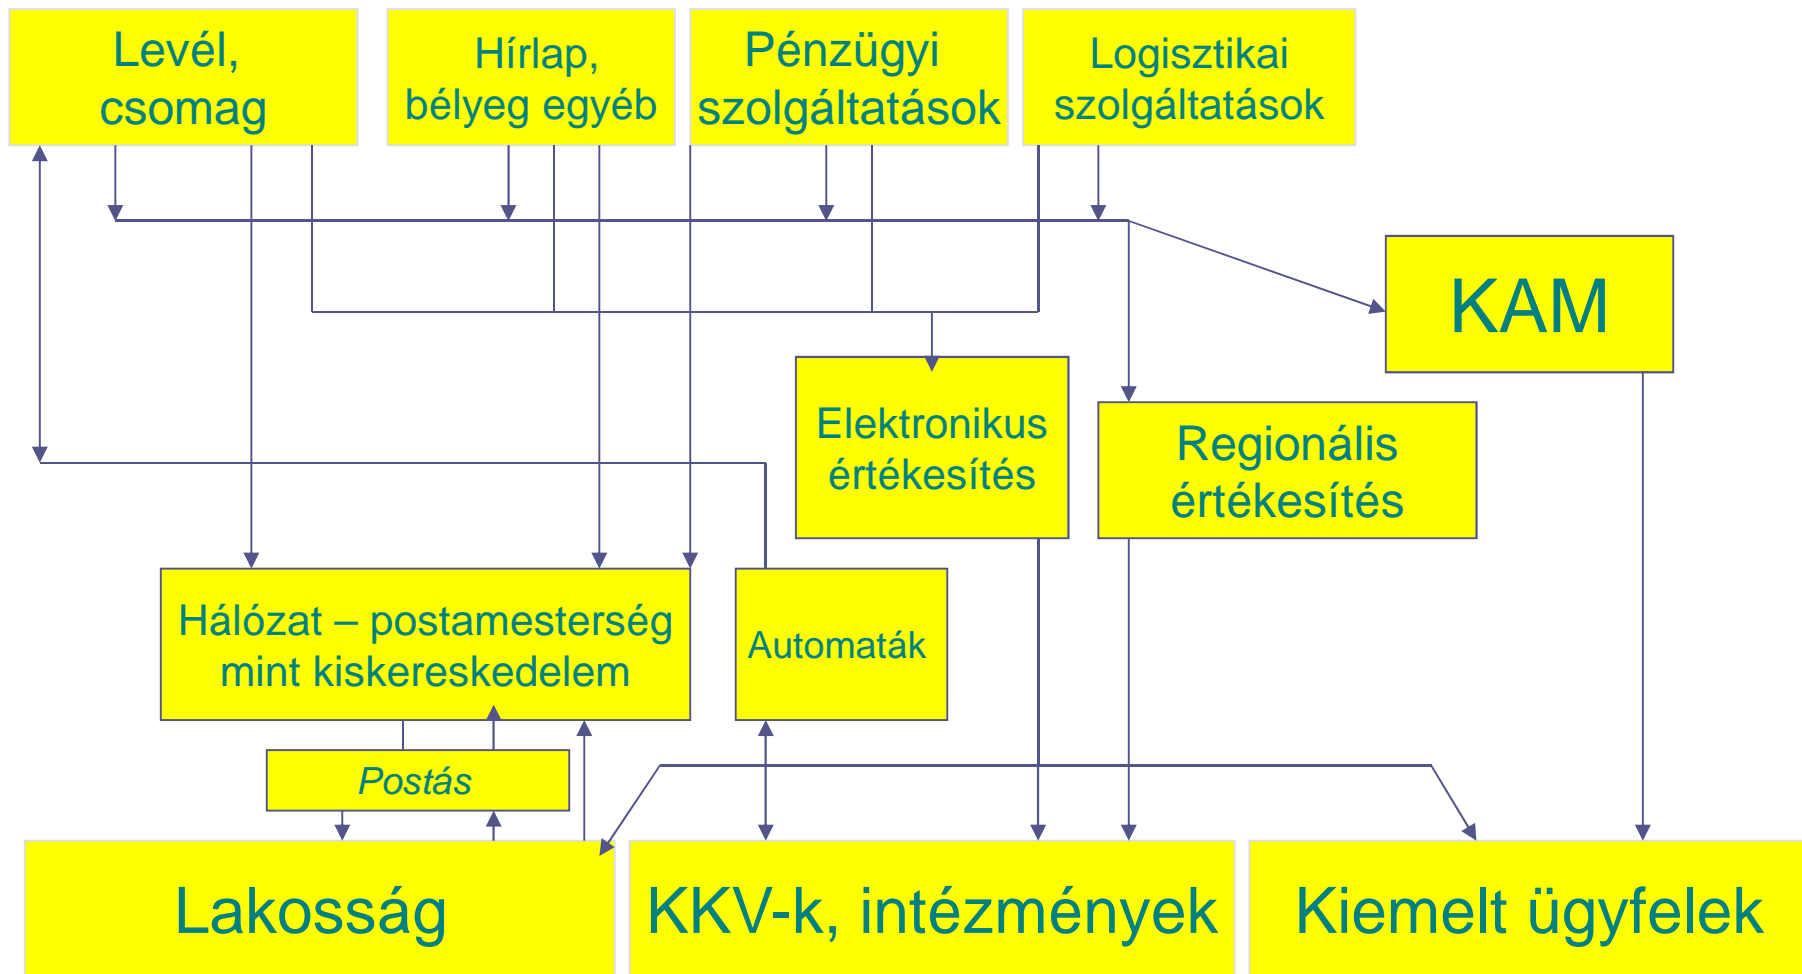 Levél,
csomag
Hírlap,
bélyeg egyéb
Pénzügyi
szolgáltatások
Logisztikai
szolgáltatások
KAM
Elektronikus
értékesítés
Regionális
értékesítés
Hálózat – postamesterség
mint kiskereskedelem
Automaták
Postás
Lakosság
KKV-k, intézmények
Kiemelt ügyfelek